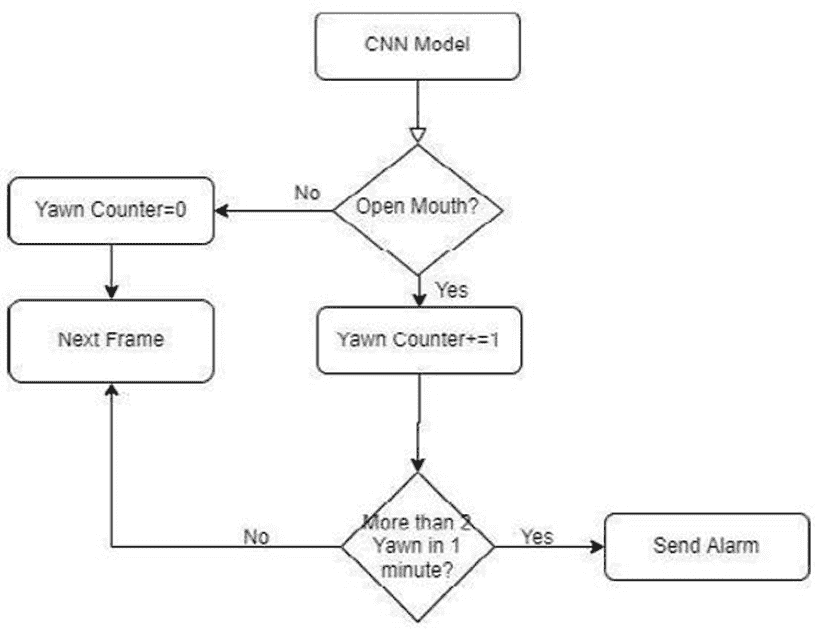 CNN Model
Open Mouth?
No
Yawn Counter=0
Yes
Next Frame
Yawn Counter+=1
More than 2
Yawn in 1
minute?
No
Yes
Send Alarm